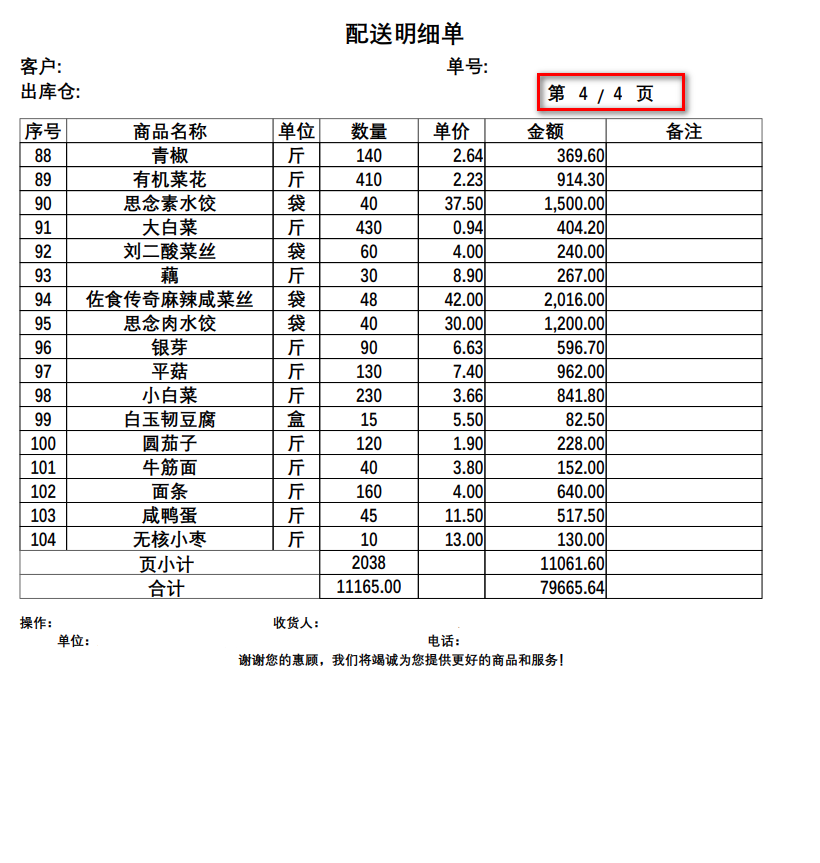 配送明细单
客户: 单号:
出库仓: 第 4 / 4 页
序号 商品名称 单位 数量 单价 金额 备注
88 青椒 斤 140 2.64 369.60
89 有机菜花 斤 410 2.23 914.30
90 思念素水饺 袋 40 37.50 1,500.00
91 大白菜 斤 430 0.94 404.20
92 刘二酸菜丝 袋 60 4.00 240.00
93 藕 斤 30 8.90 267.00
94 佐食传奇麻辣咸菜丝 袋 48 42.00 2,016.00
95 思念肉水饺 袋 40 30.00 1,200.00
96 银芽 斤 90 6.63 596.70
97 平菇 斤 130 7.40 962.00
98 小白菜 斤 230 3.66 841.80
99 白玉韧豆腐 盒 15 5.50 82.50
100 圆茄子 斤 120 1.90 228.00
101 牛筋面 斤 40 3.80 152.00
102 面条 斤 160 4.00 640.00
103 咸鸭蛋 斤 45 11.50 517.50
104 无核小枣 斤 10 13.00 130.00
页小计 2038 11061.60
合计 11165.00 79665.64
操作: 收货人:
单位: 电话:
谢谢您的惠顾，我们将竭诚为您提供更好的商品和服务!